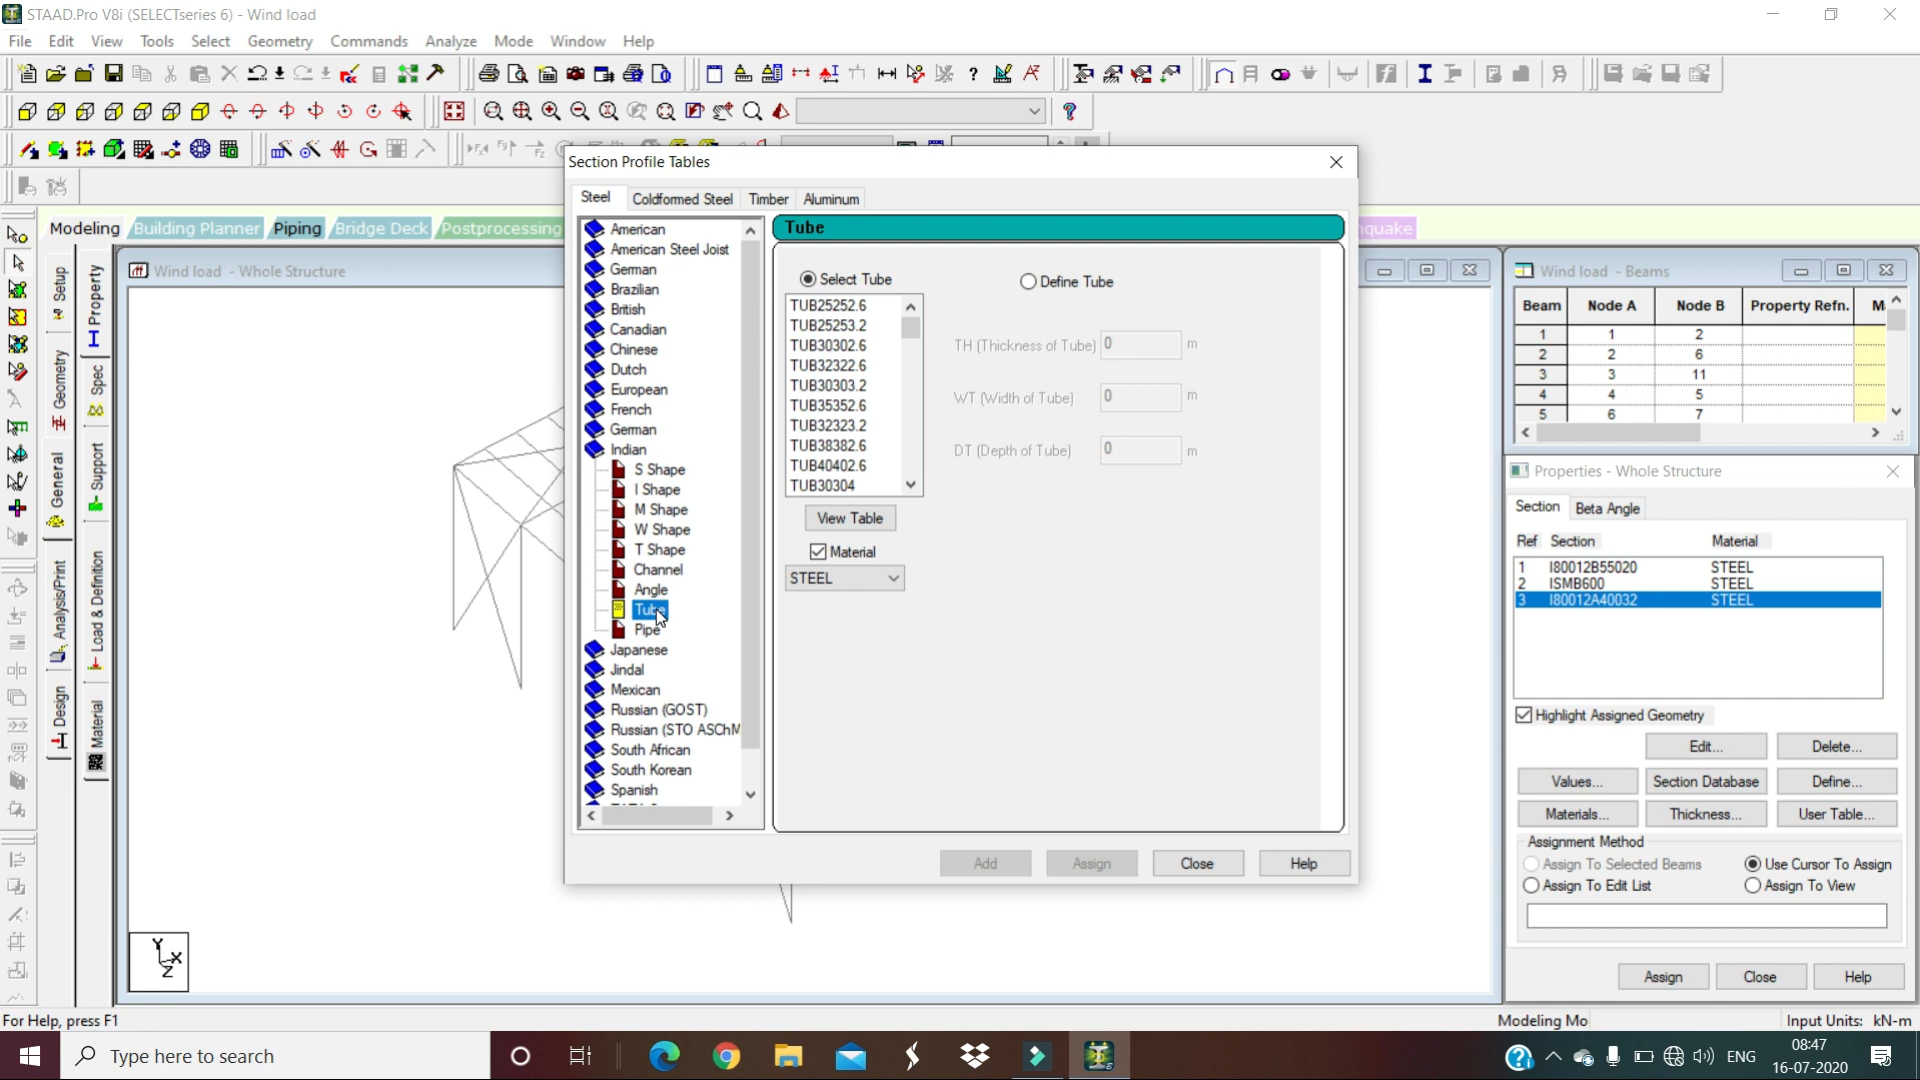 STAAD.Pro V8i (SELECTseries 6) - Wind load
File Edit View Tools Select Geometry Commands Analyze Mode Window Help
Modeling Building Planner Piping Bridge Deck Postprocessing quake
Setup
Geometry
General
Analysis/Print
Design
Property
Spec
Support
Load & Definition
Material
Wind load - Whole Structure
Y
X
Z
Section Profile Tables
Steel Coldformed Steel Timber Aluminum
American
American Steel Joist
German
Brazilian
British
Canadian
Chinese
Dutch
European
French
German
Indian
S Shape
I Shape
M Shape
W Shape
T Shape
Channel
Angle
Tube
Pipe
Japanese
Jindal
Mexican
Russian (GOST)
Russian (STO ASChM
South African
South Korean
Spanish
Tube
Select Tube
Define Tube
TUB25252.6
TUB25253.2
TUB30302.6
TUB32322.6
TUB30303.2
TUB35352.6
TUB32323.2
TUB38382.6
TUB40402.6
TUB30304
TH (Thickness of Tube) 0 m
WT (Width of Tube) 0 m
DT (Depth of Tube) 0 m
View Table
Material
STEEL
Add Assign Close Help
Wind load - Beams
Beam Node A Node B Property Refn. M
1 1 2
2 2 6
3 3 11
4 4 5
5 6 7
Properties - Whole Structure
Section Beta Angle
Ref Section Material
1 I80012B55020 STEEL
2 ISMB600 STEEL
3 I80012A40032 STEEL
Highlight Assigned Geometry
Edit... Delete...
Values... Section Database Define...
Materials... Thickness... User Table...
Assignment Method
Assign To Selected Beams Use Cursor To Assign
Assign To Edit List Assign To View
Assign Close Help
For Help, press F1
Modeling Mo
Input Units: kN-m
Type here to search
ENG
08:47
16-07-2020